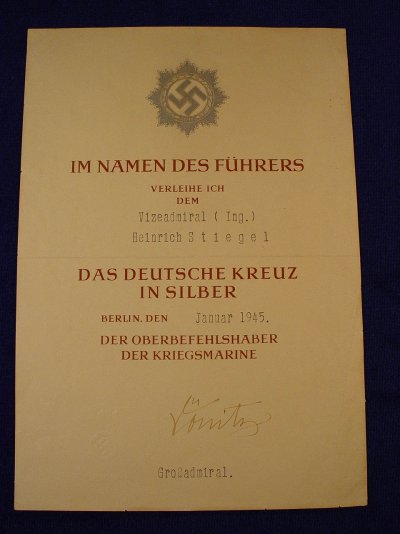 IM NAMEN DES FÜHRERS
VERLEIHE ICH
DEM
Vizeadmiral ( Ing.)
Heinrich S t i e g e l
DAS DEUTSCHE KREUZ
IN SILBER
BERLIN, DEN Januar 1945.
DER OBERBEFEHLSHABER
DER KRIEGSMARINE
Dönitz
Großadmiral.